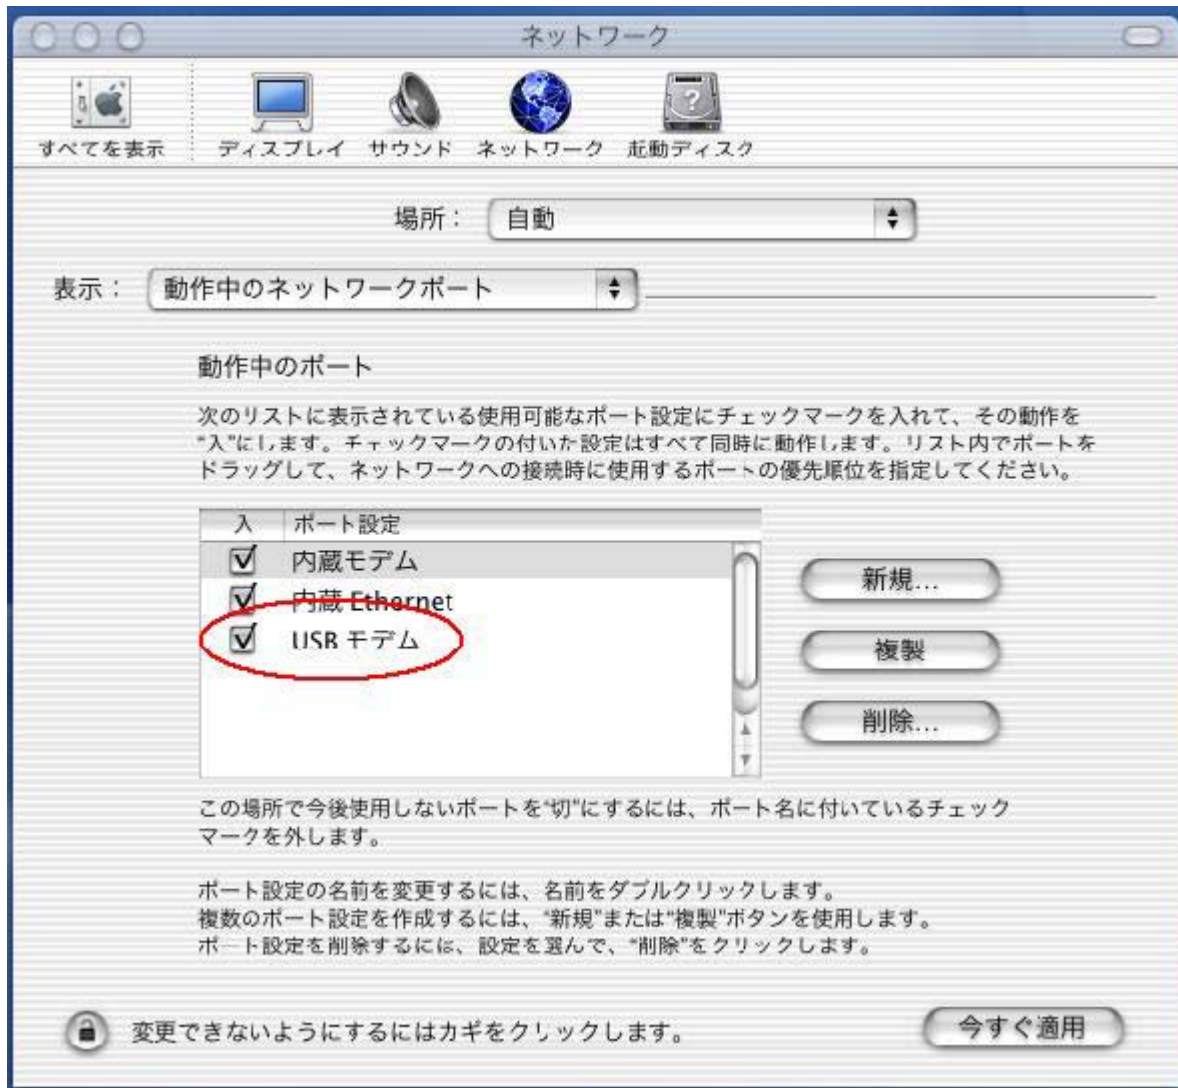 ネットワーク
すべてを表示 ディスプレイ サウンド ネットワーク 起動ディスク
場所： 自動
表示： 動作中のネットワークポート
動作中のポート
次のリストに表示されている使用可能なポート設定にチェックマークを入れて、その動作を
“入”にします。チェックマークの付いた設定はすべて同時に動作します。リスト内でポートを
ドラッグして、ネットワークへの接続時に使用するポートの優先順位を指定してください。
入 ポート設定
内蔵モデム
内蔵 Ethernet
USB モデム
新規...
複製
削除...
この場所で今後使用しないポートを“切”にするには、ポート名に付いているチェック
マークを外します。
ポート設定の名前を変更するには、名前をダブルクリックします。
複数のポート設定を作成するには、“新規”または“複製”ボタンを使用します。
ポート設定を削除するには、設定を選んで、“削除”をクリックします。
変更できないようにするにはカギをクリックします。
今すぐ適用